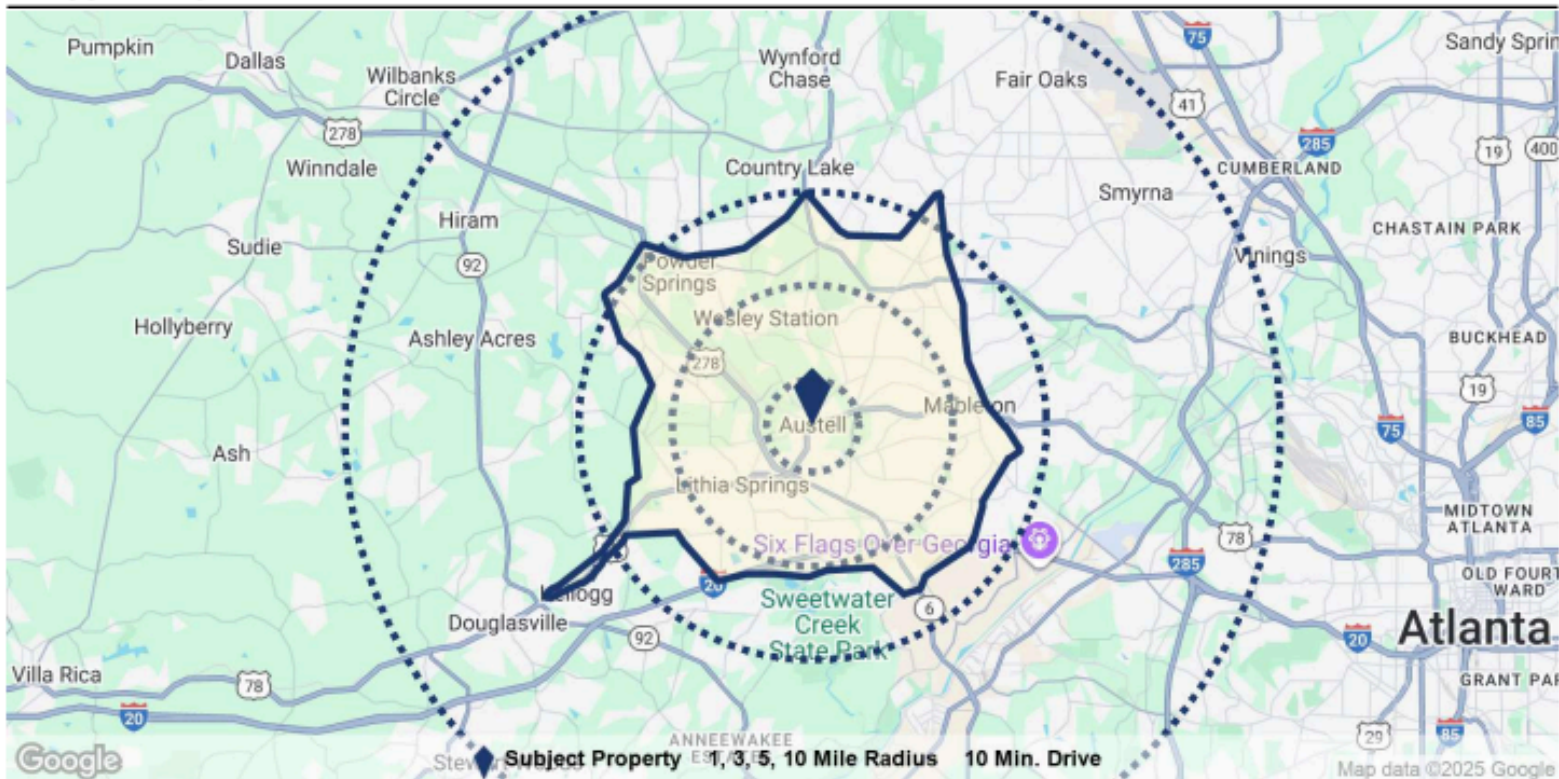 Pumpkin
Dallas
Wilbanks
Circle
Wynford
Chase
Fair Oaks
75
Sandy Sprin
41
278
Winndale
Country Lake
285
19
400
CUMBERLAND
Smyrna
Hiram
Sudie
CHASTAIN PARK
92
Powder
Springs
Vinings
Hollyberry
Wesley Station
Ashley Acres
278
BUCKHEAD
19
Mableton
Austell
75
85
Ash
Lithia Springs
MIDTOWN
ATLANTA
Six Flags Over Georgia
78
285
20
Kellogg
OLD FOURT
WARD
Sweetwater
Creek
State Park
6
Douglasville
92
20
Atlanta
Villa Rica
78
GRANT PAR
20
29
85
Google
Subject Property 1, 3, 5, 10 Mile Radius 10 Min. Drive
ANNEEWAKEE
Map data ©2025 Google